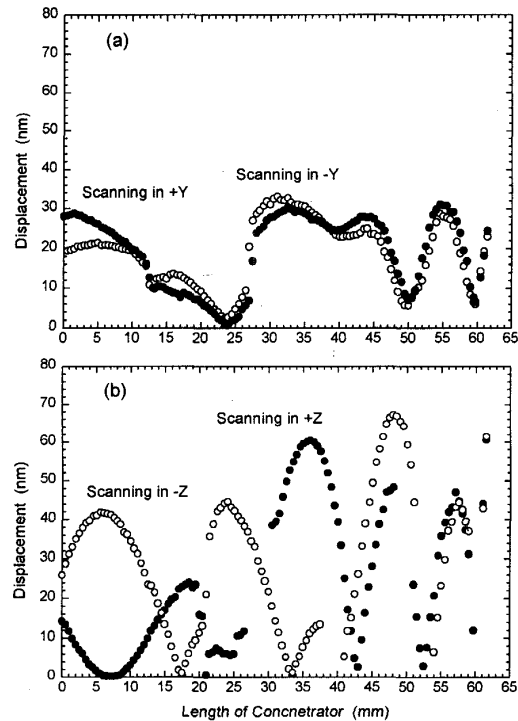 (a)
80
70
60
50
40
30
20
10
0
Displacement (nm)
Scanning in +Y
Scanning in -Y
0 5 10 15 20 25 30 35 40 45 50 55 60 65
(b)
80
70
60
50
40
30
20
10
0
Displacement (nm)
Scanning in +Z
Scanning in -Z
0 5 10 15 20 25 30 35 40 45 50 55 60 65
Length of Concnetrator (mm)